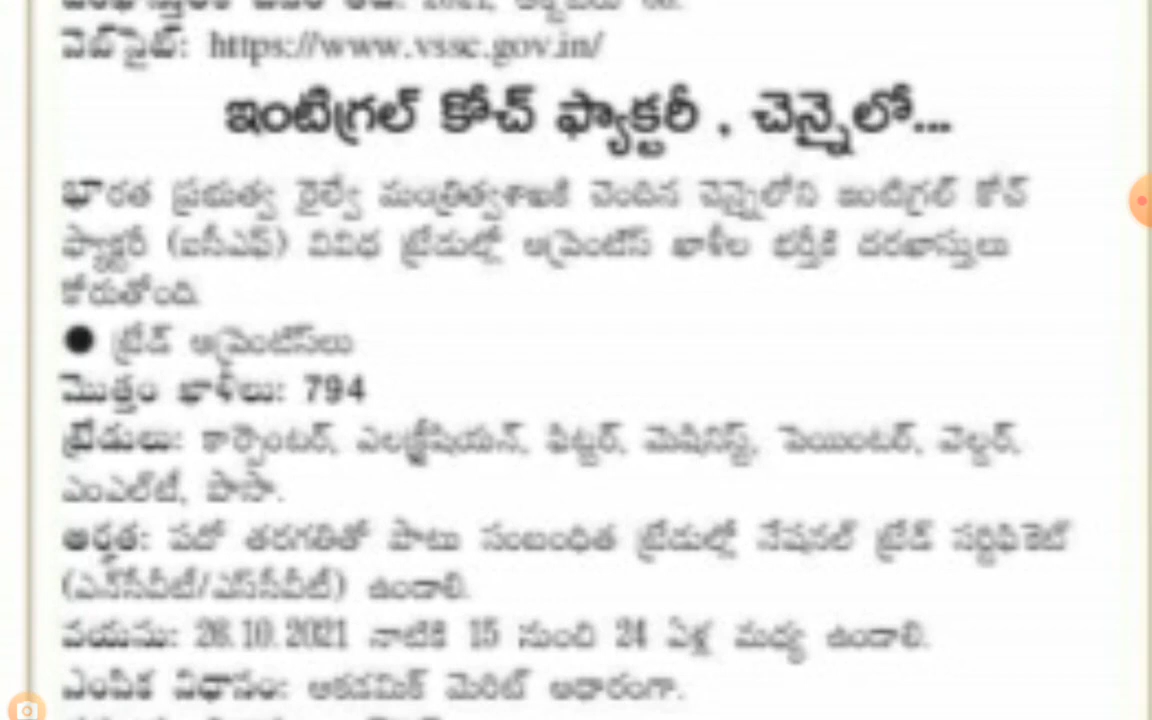 వెబ్‌సైట్: https://www.vssc.gov.in/
ఇంటిగ్రల్ కోచ్ ఫ్యాక్టరీ , చెన్నైలో...
భారత ప్రభుత్వ రైల్వే మంత్రిత్వశాఖకి చెందిన చెన్నైలోని ఇంటిగ్రల్ కోచ్
ఫ్యాక్టరీ (ఐసీఎఫ్) వివిధ ట్రేడుల్లో అప్రెంటిస్ ఖాళీల భర్తీకి దరఖాస్తులు
కోరుతోంది.
● ట్రేడ్ అప్రెంటిస్‌లు
మొత్తం ఖాళీలు: 794
ట్రేడులు: కార్పెంటర్, ఎలక్ట్రీషియన్, ఫిట్టర్, మెషినిస్ట్, పెయింటర్, వెల్డర్,
ఎంఎల్‌టీ, పాసా.
అర్హత: పదో తరగతితో పాటు సంబంధిత ట్రేడుల్లో నేషనల్ ట్రేడ్ సర్టిఫికెట్
(ఎన్‌సీవీటీ/ఎస్‌సీవీటీ) ఉండాలి.
వయసు: 26.10.2021 నాటికి 15 నుంచి 24 ఏళ్ల మధ్య ఉండాలి.
ఎంపిక విధానం: అకడమిక్ మెరిట్ ఆధారంగా.